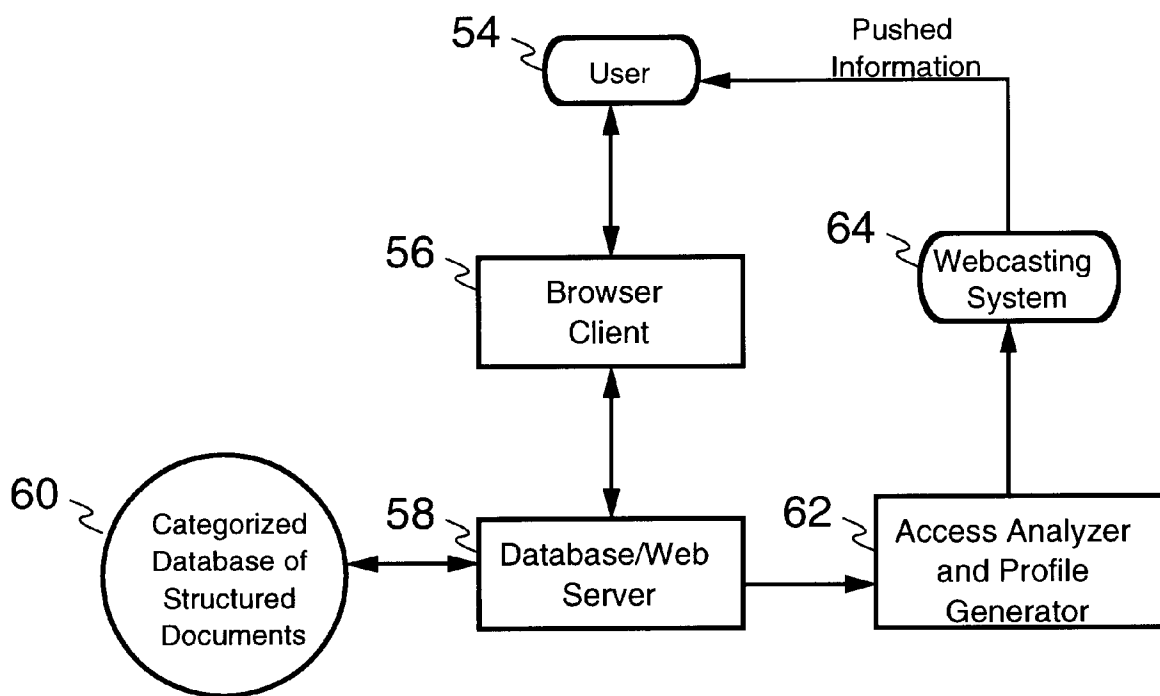 54
User
Pushed
Information
56
Browser
Client
64
Webcasting
System
60
Categorized
Database of
Structured
Documents
58
Database/Web
Server
62
Access Analyzer
and Profile
Generator